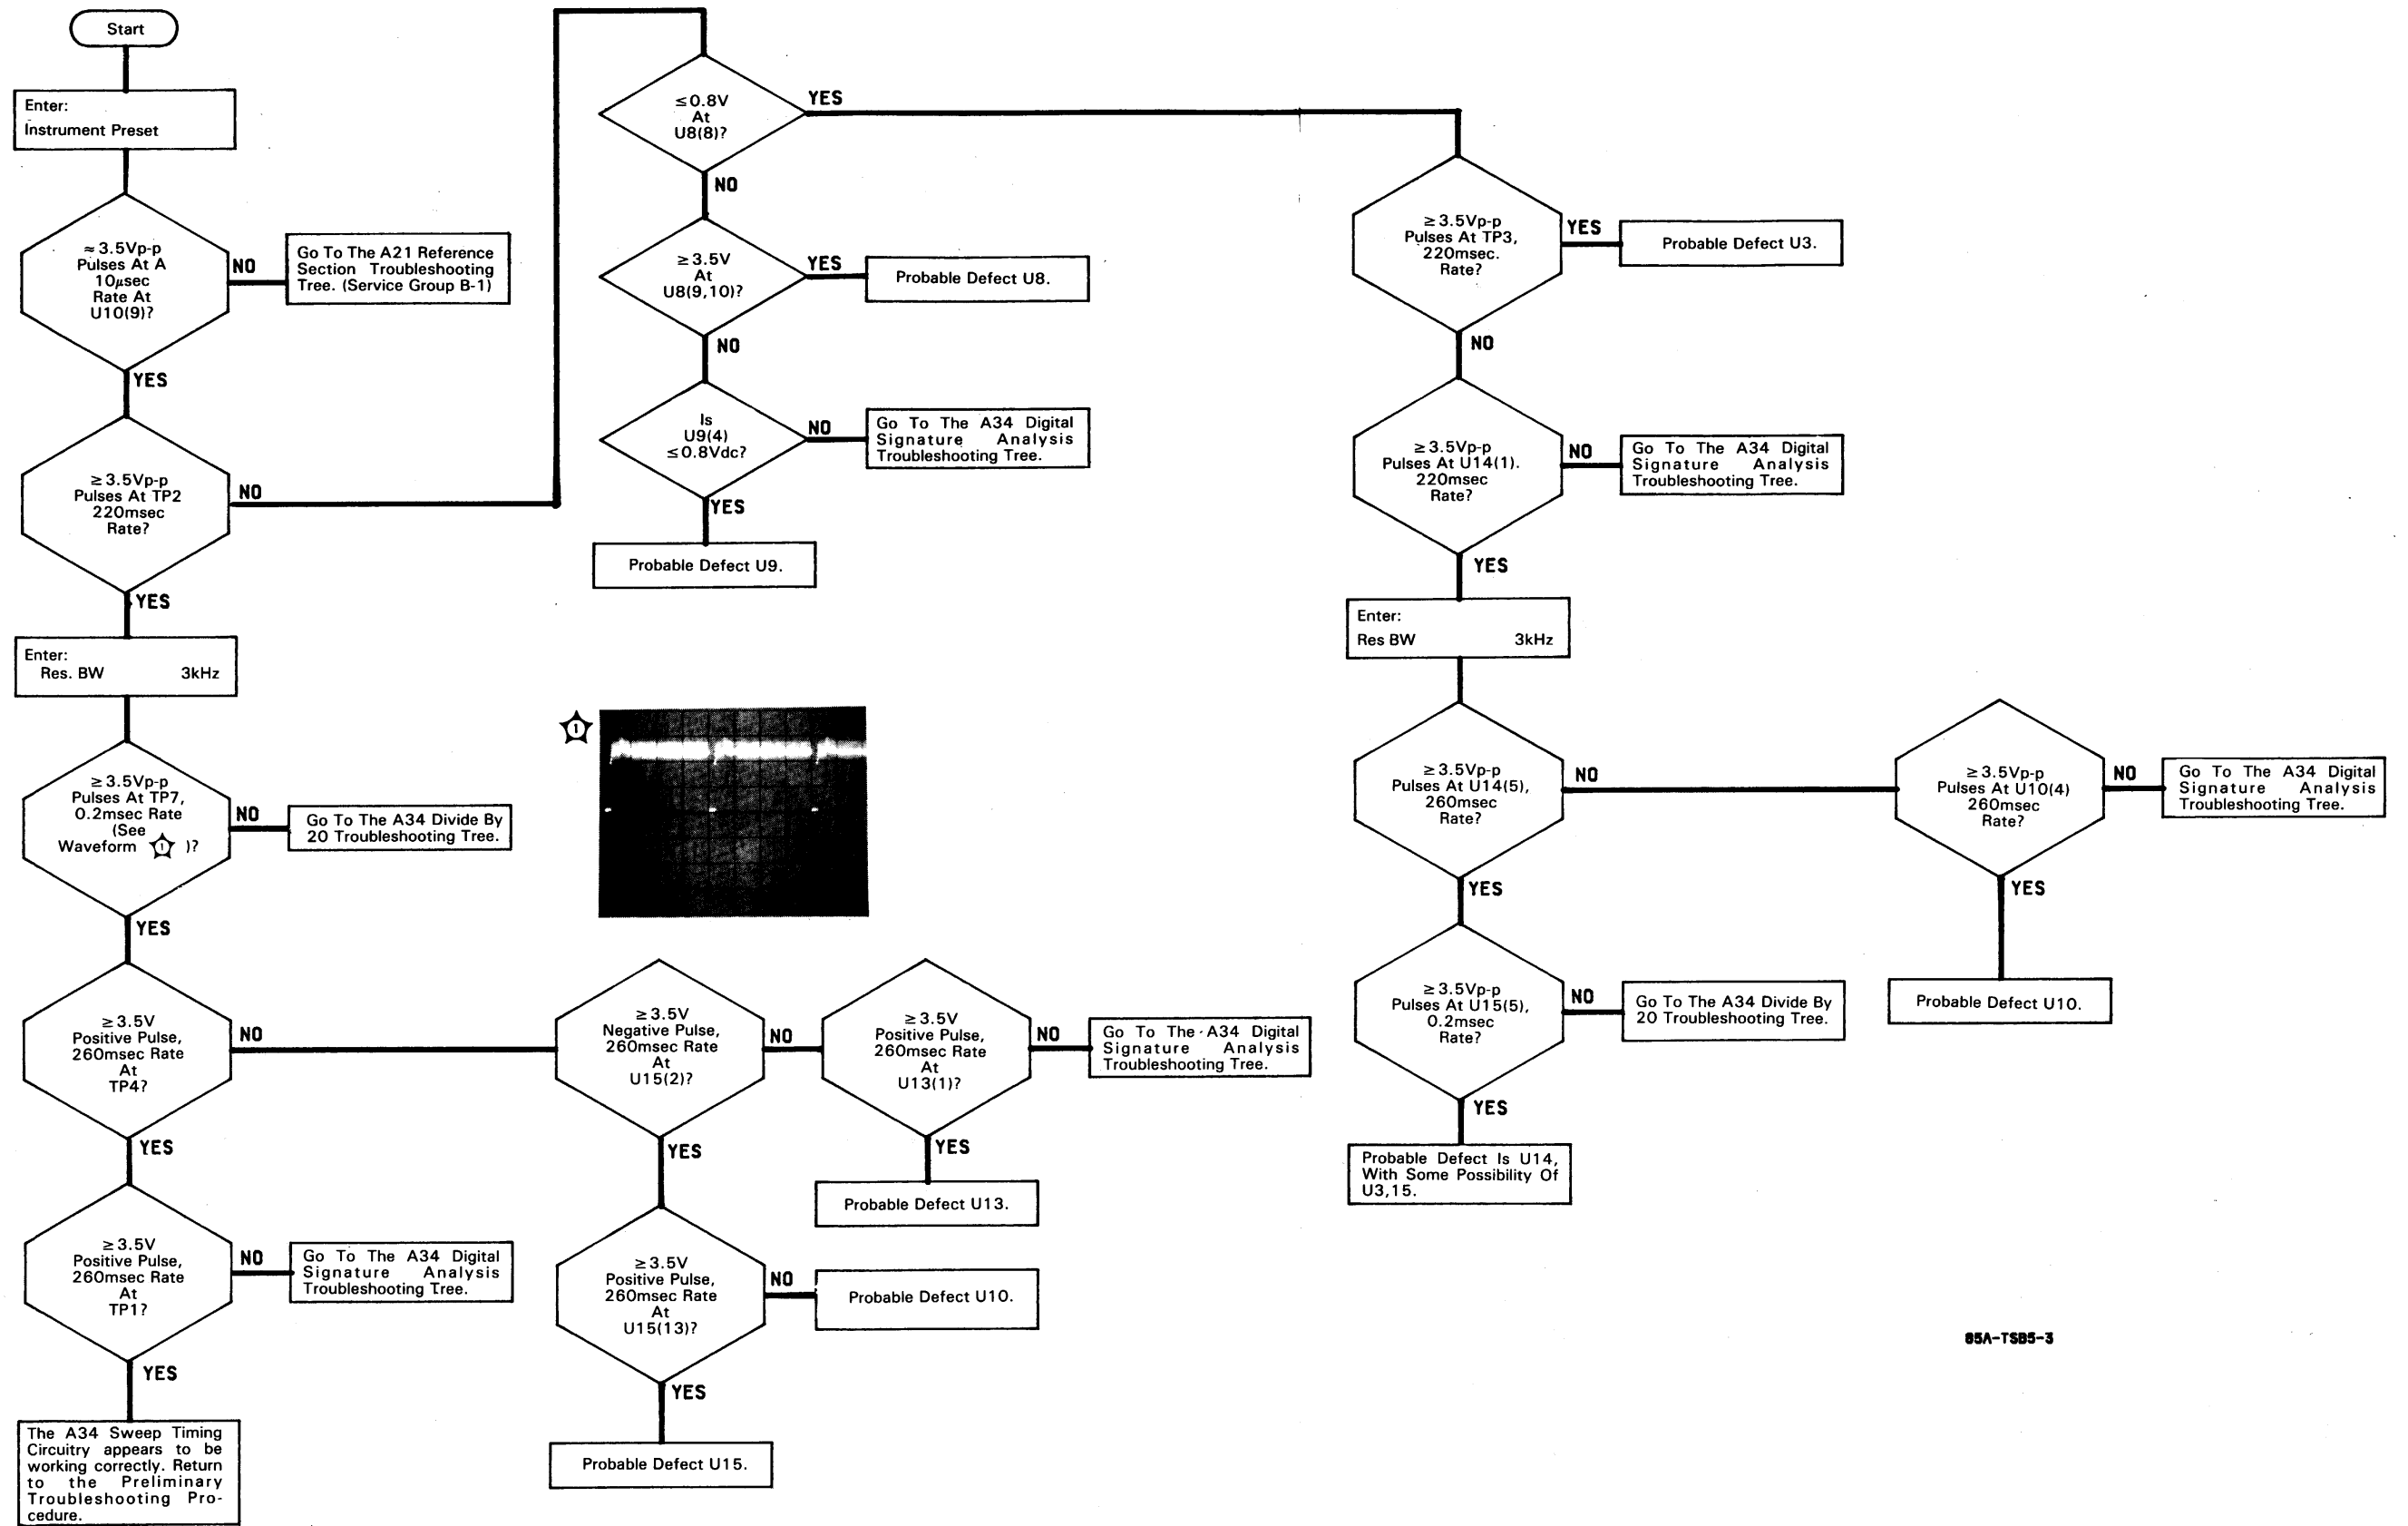 Start
Enter:
Instrument Preset
≈ 3.5Vp-p
Pulses At A
10μsec
Rate At
U10(9)?
NO
Go To The A21 Reference
Section Troubleshooting
Tree. (Service Group B-1)
YES
≥ 3.5Vp-p
Pulses At TP2
220msec
Rate?
NO
YES
Enter:
Res. BW 3kHz
≥ 3.5Vp-p
Pulses At TP7,
0.2msec Rate
(See
Waveform 1 )?
NO
Go To The A34 Divide By
20 Troubleshooting Tree.
YES
≥ 3.5V
Positive Pulse,
260msec Rate
At
TP4?
NO
YES
≥ 3.5V
Positive Pulse,
260msec Rate
At
TP1?
NO
Go To The A34 Digital
Signature Analysis
Troubleshooting Tree.
YES
The A34 Sweep Timing
Circuitry appears to be
working correctly. Return
to the Preliminary
Troubleshooting Pro-
cedure.
≤ 0.8V
At
U8(8)?
YES
NO
≥ 3.5V
At
U8(9,10)?
YES
Probable Defect U8.
NO
Is
U9(4)
≤ 0.8Vdc?
NO
Go To The A34 Digital
Signature Analysis
Troubleshooting Tree.
YES
Probable Defect U9.
1
≥ 3.5V
Negative Pulse,
260msec Rate
At
U15(2)?
NO
≥ 3.5V
Positive Pulse,
260msec Rate
At
U13(1)?
NO
Go To The A34 Digital
Signature Analysis
Troubleshooting Tree.
YES
Probable Defect U13.
YES
≥ 3.5V
Positive Pulse,
260msec Rate
At
U15(13)?
NO
Probable Defect U10.
YES
Probable Defect U15.
≥ 3.5Vp-p
Pulses At TP3,
220msec.
Rate?
YES
Probable Defect U3.
NO
≥ 3.5Vp-p
Pulses At U14(1).
220msec
Rate?
NO
Go To The A34 Digital
Signature Analysis
Troubleshooting Tree.
YES
Enter:
Res BW 3kHz
≥ 3.5Vp-p
Pulses At U14(5),
260msec
Rate?
NO
≥ 3.5Vp-p
Pulses At U10(4)
260msec
Rate?
NO
Go To The A34 Digital
Signature Analysis
Troubleshooting Tree.
YES
Probable Defect U10.
YES
≥ 3.5Vp-p
Pulses At U15(5),
0.2msec
Rate?
NO
Go To The A34 Divide By
20 Troubleshooting Tree.
YES
Probable Defect Is U14,
With Some Possibility Of
U3,15.
85A-TSB5-3